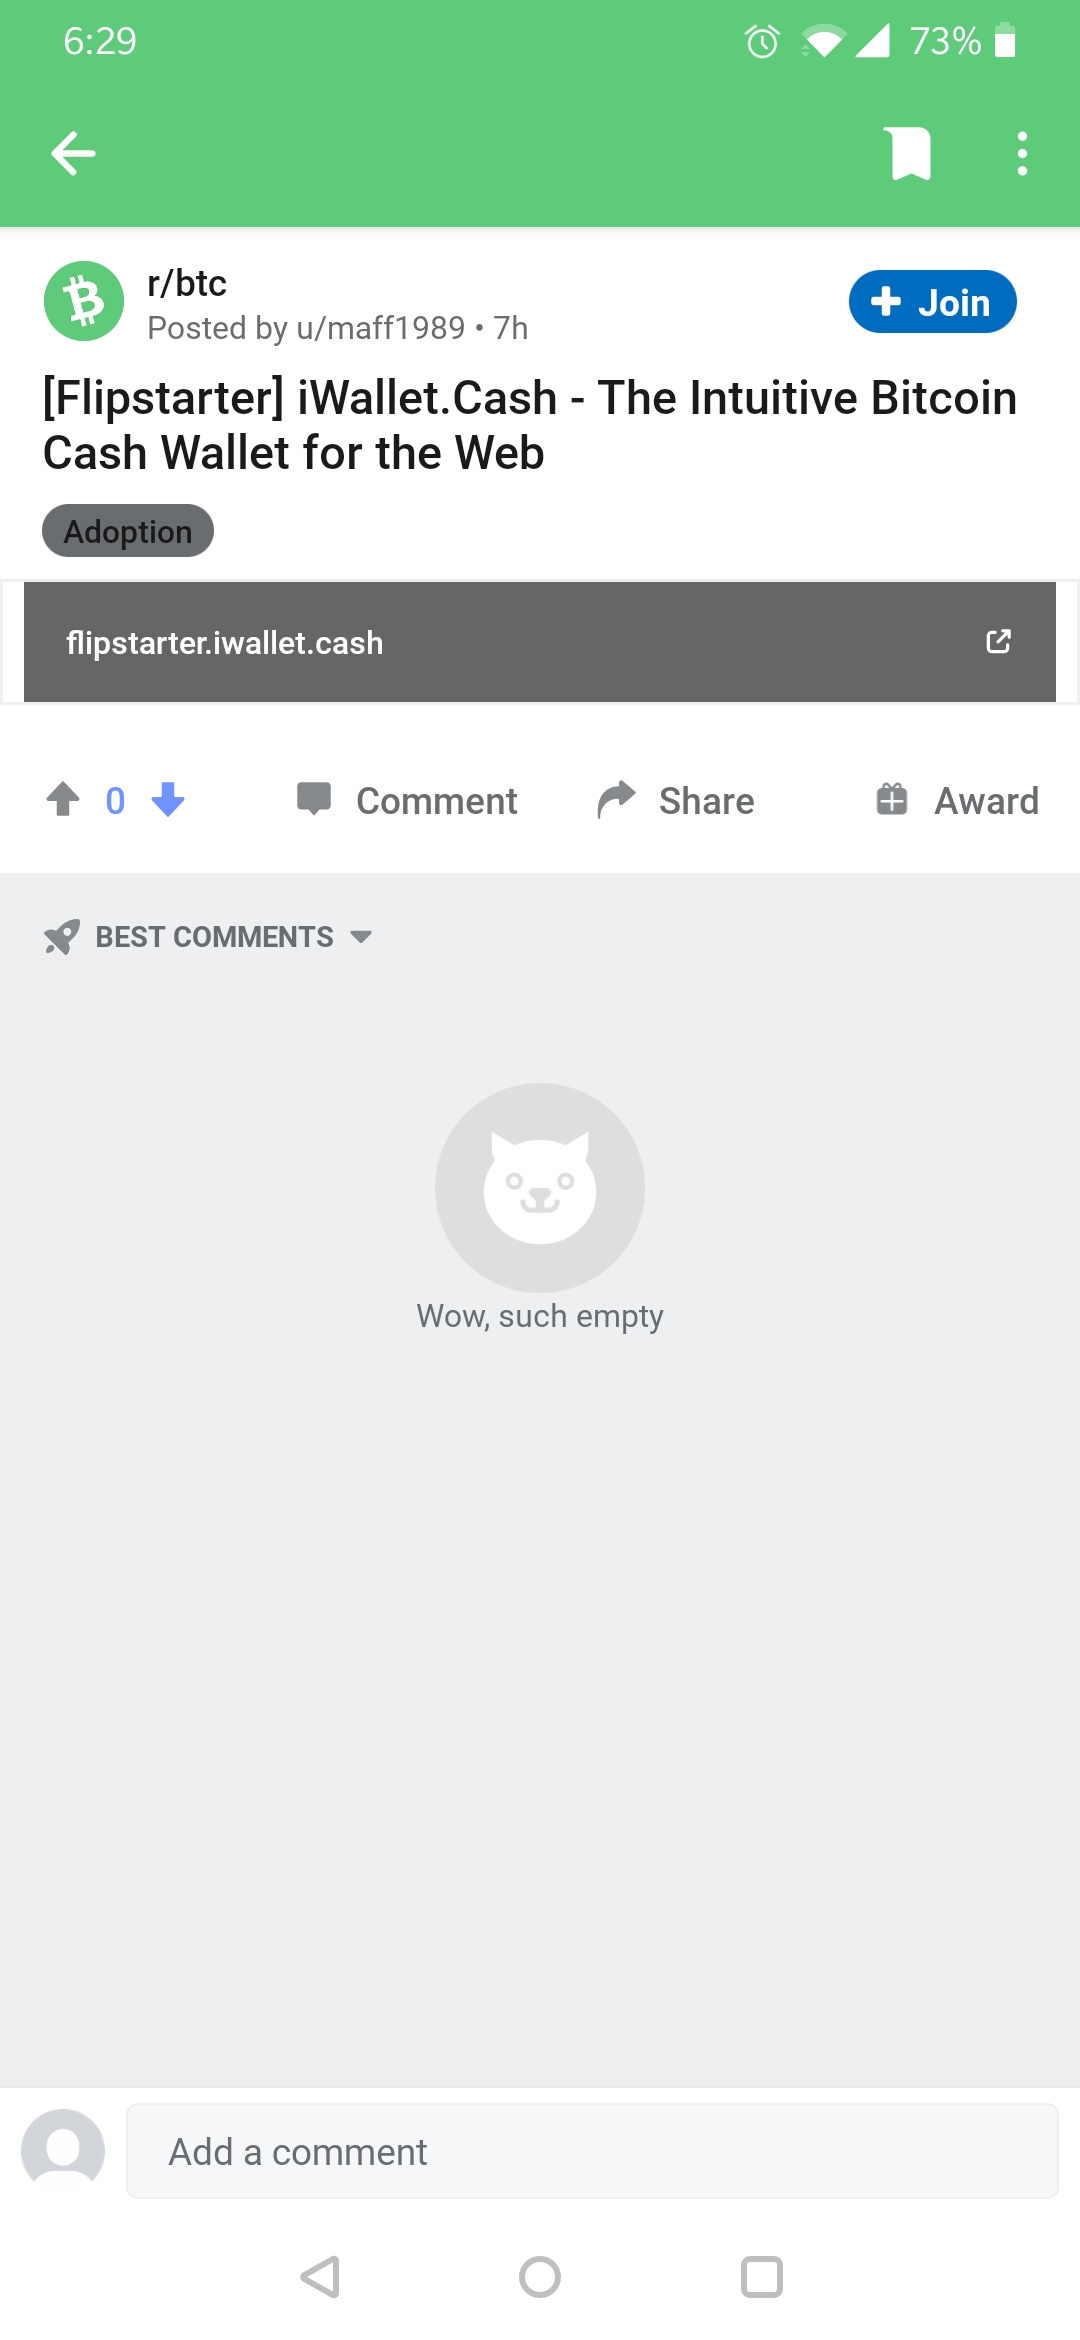 6:29
73%
r/btc
Posted by u/maff1989 • 7h
Join
[Flipstarter] iWallet.Cash - The Intuitive Bitcoin
Cash Wallet for the Web
Adoption
flipstarter.iwallet.cash
0
Comment
Share
Award
BEST COMMENTS
Wow, such empty
Add a comment